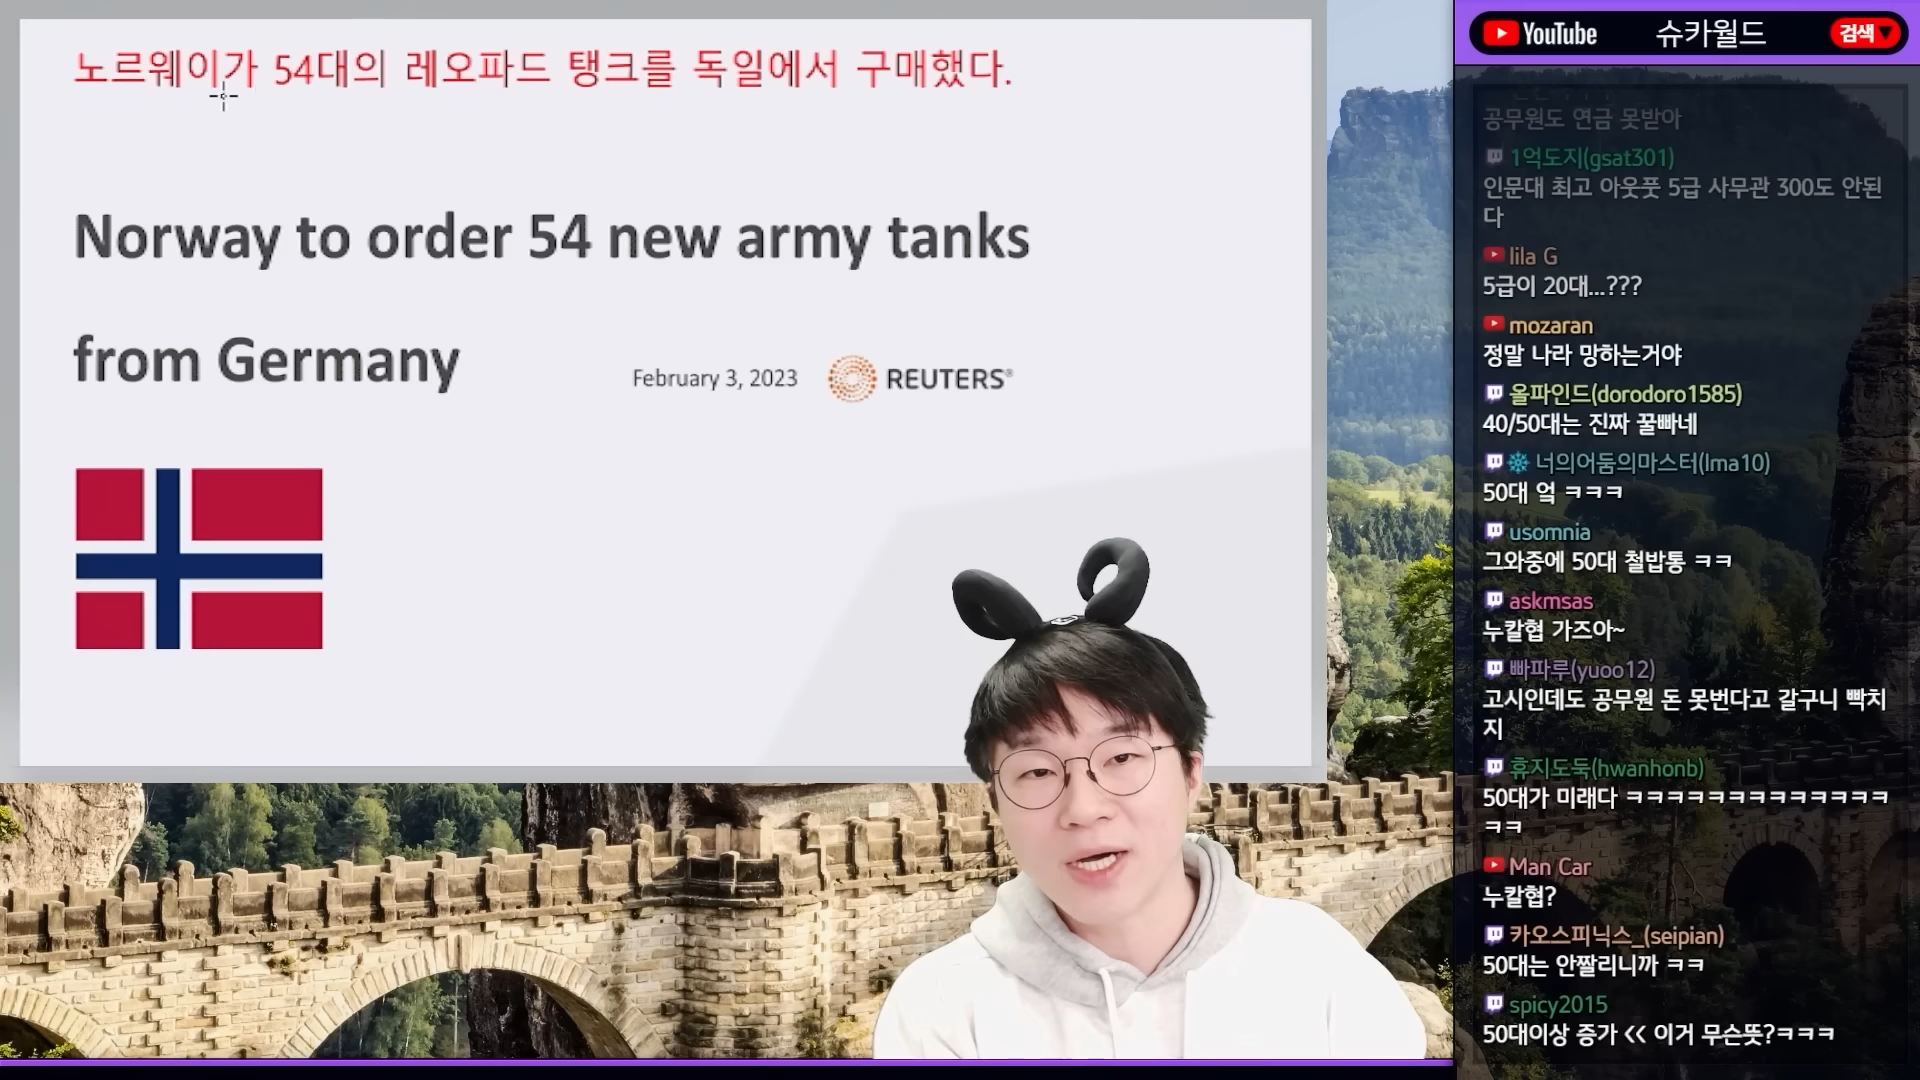 노르웨이가 54대의 레오파드 탱크를 독일에서 구매했다.
Norway to order 54 new army tanks
from Germany
February 3, 2023
REUTERS®
YouTube
슈카월드
검색
공무원도 연금 못받아
1억도지(gsat301)
인문대 최고 아웃풋 5급 사무관 300도 안된
다
lila G
5급이 20대...???
mozaran
정말 나라 망하는거야
올파인드(dorodoro1585)
40/50대는 진짜 꿀빠네
너의어둠의마스터(lma10)
50대 엌 ㅋㅋㅋ
usomnia
그와중에 50대 철밥통 ㅋㅋ
askmsas
누칼협 가즈아~
빠파루(yuoo12)
고시인데도 공무원 돈 못번다고 갈구니 빡치
지
휴지도둑(hwanhonb)
50대가 미래다 ㅋㅋㅋㅋㅋㅋㅋㅋㅋㅋㅋㅋㅋ
ㅋㅋ
Man Car
누칼협?
카오스피닉스_(seipian)
50대는 안짤리니까 ㅋㅋ
spicy2015
50대이상 증가 << 이거 무슨뜻?ㅋㅋㅋ